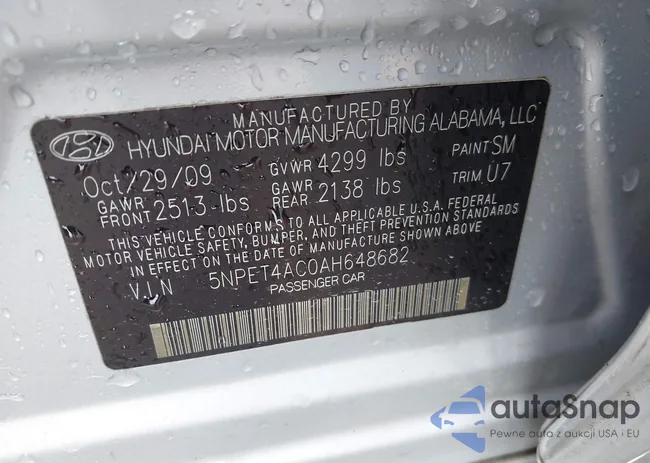 MANUFACTURED BY
HYUNDAI MOTOR MANUFACTURING ALABAMA, LLC
Oct/29/09 GVWR 4299 lbs PAINT SM
GAWR FRONT 2513 lbs GAWR REAR 2138 lbs TRIM U7
THIS VEHICLE CONFORMS TO ALL APPLICABLE U.S.A. FEDERAL
MOTOR VEHICLE SAFETY, BUMPER, AND THEFT PREVENTION STANDARDS
IN EFFECT ON THE DATE OF MANUFACTURE SHOWN ABOVE
V.I.N 5NPET4AC0AH648682
PASSENGER CAR
autoSnap
Pewne auta z aukcji USA i EU